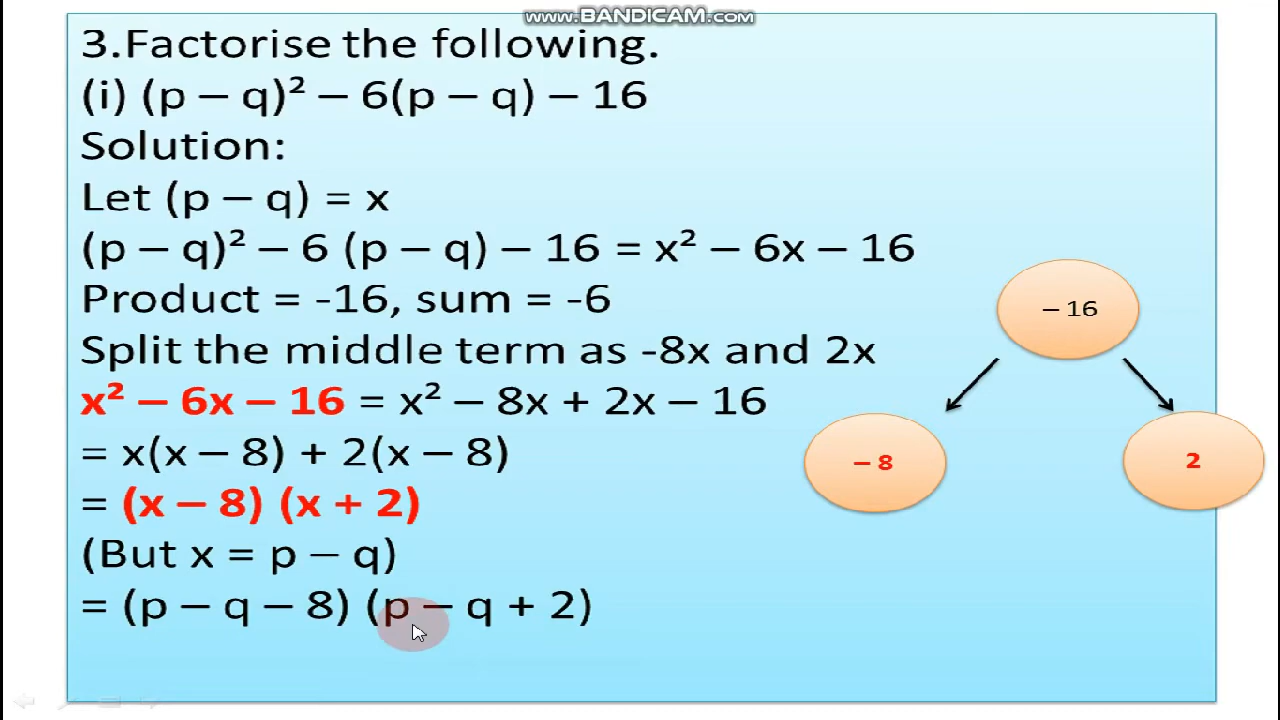 www.BANDICAM.com
3.Factorise the following.
(i) (p – q)² – 6(p – q) – 16
Solution:
Let (p – q) = x
(p – q)² – 6 (p – q) – 16 = x² – 6x – 16
Product = -16, sum = -6
Split the middle term as -8x and 2x
x² – 6x – 16 = x² – 8x + 2x – 16
= x(x – 8) + 2(x – 8)
= (x – 8) (x + 2)
(But x = p – q)
= (p – q – 8) (p – q + 2)
– 16
– 8
2